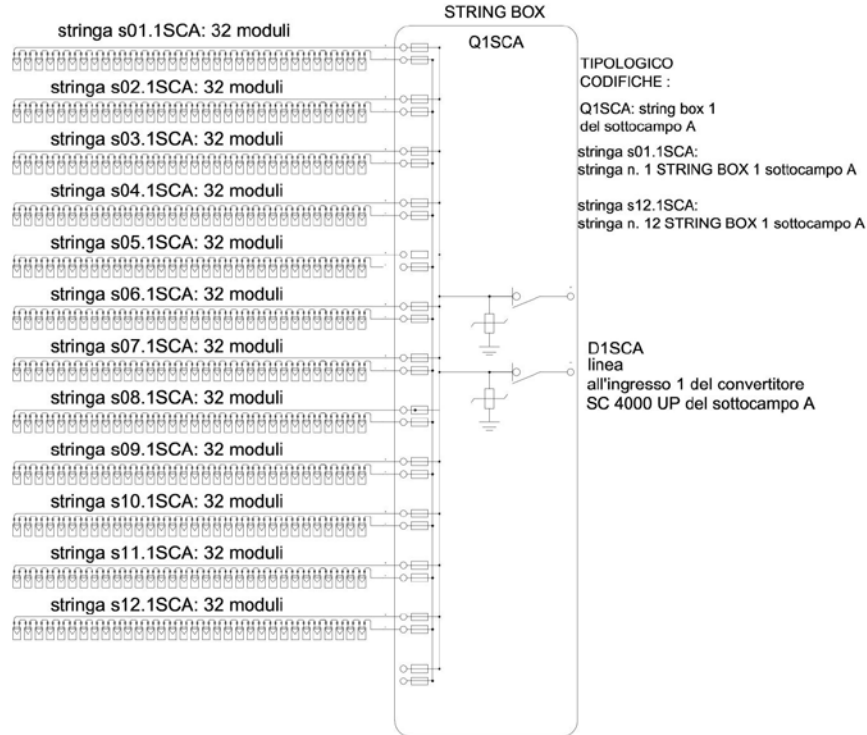 STRING BOX
Q1SCA
stringa s01.1SCA: 32 moduli
stringa s02.1SCA: 32 moduli
stringa s03.1SCA: 32 moduli
stringa s04.1SCA: 32 moduli
stringa s05.1SCA: 32 moduli
stringa s06.1SCA: 32 moduli
stringa s07.1SCA: 32 moduli
stringa s08.1SCA: 32 moduli
stringa s09.1SCA: 32 moduli
stringa s10.1SCA: 32 moduli
stringa s11.1SCA: 32 moduli
stringa s12.1SCA: 32 moduli
TIPOLOGICO
CODIFICHE :
Q1SCA: string box 1
del sottocampo A
stringa s01.1SCA:
stringa n. 1 STRING BOX 1 sottocampo A
stringa s12.1SCA:
stringa n. 12 STRING BOX 1 sottocampo A
D1SCA
linea
all'ingresso 1 del convertitore
SC 4000 UP del sottocampo A